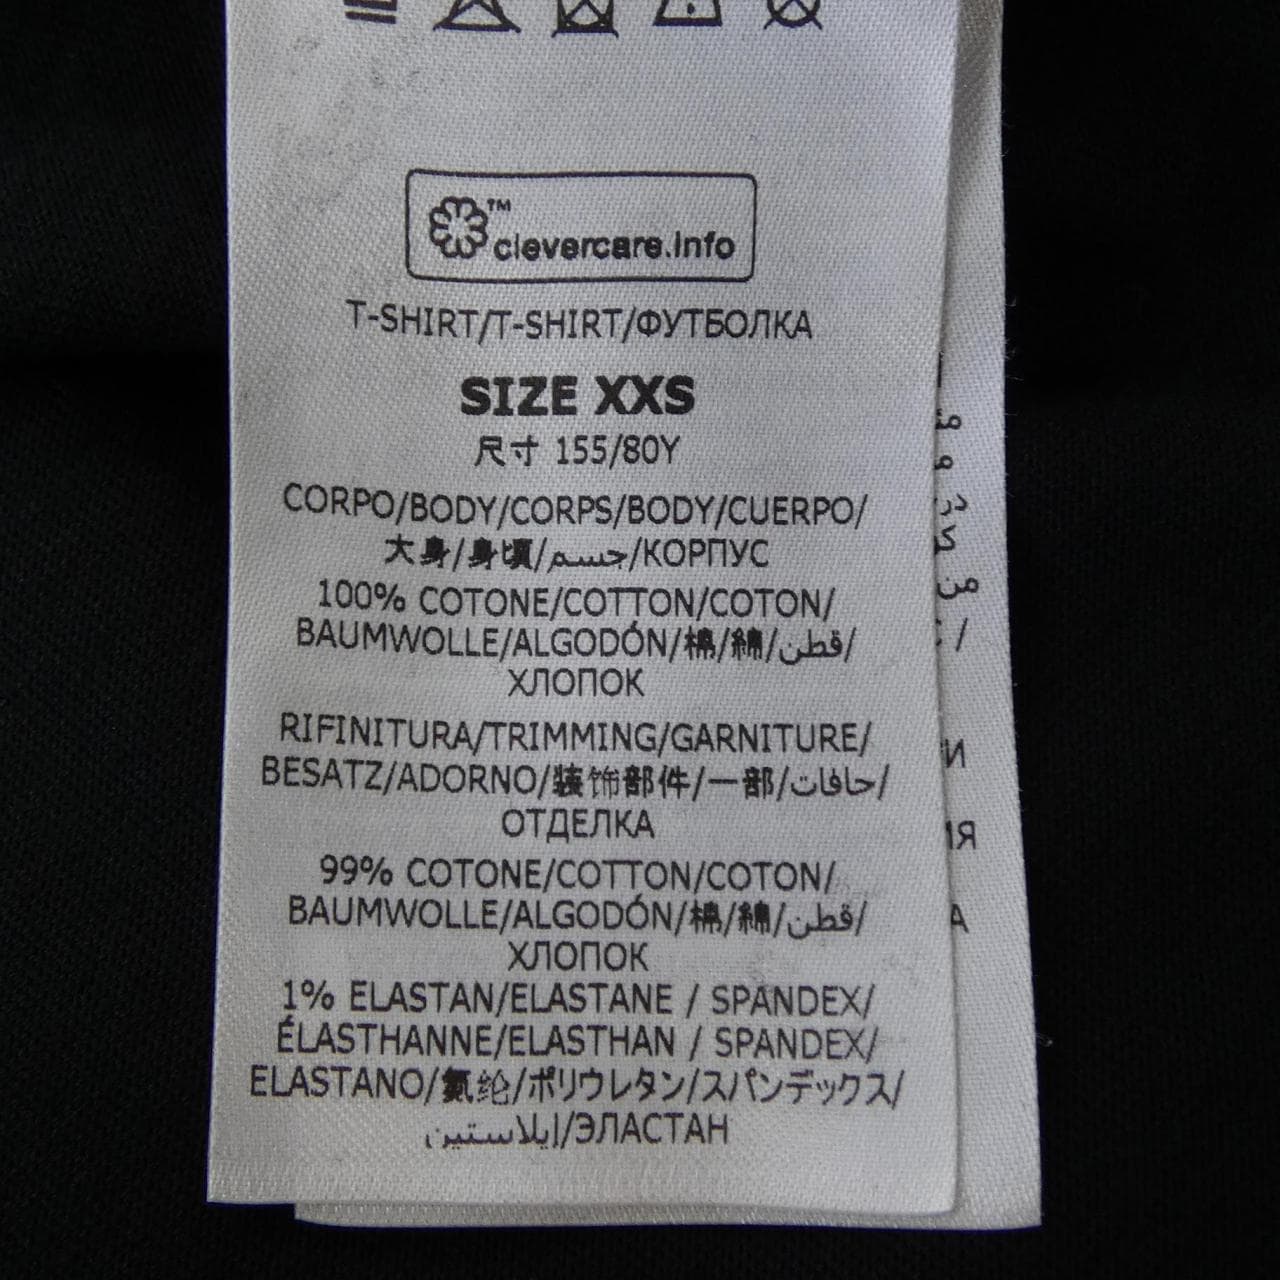 ™
clevercare.info
T-SHIRT/T-SHIRT/ФУТБОЛКА
SIZE XXS
尺寸 155/80Y
CORPO/BODY/CORPS/BODY/CUERPO/
大身/身頃/جسم/КОРПУС
100% COTONE/COTTON/COTON/
BAUMWOLLE/ALGODÓN/棉/綿/قطن/
ХЛОПОК
RIFINITURA/TRIMMING/GARNITURE/
BESATZ/ADORNO/装饰部件/一部/حافات/
ОТДЕЛКА
99% COTONE/COTTON/COTON/
BAUMWOLLE/ALGODÓN/棉/綿/قطن/
ХЛОПОК
1% ELASTAN/ELASTANE / SPANDEX/
ÉLASTHANNE/ELASTHAN / SPANDEX/
ELASTANO/氨纶/ポリウレタン/スパンデックス/
إيلاستين/ЭЛАСТАН